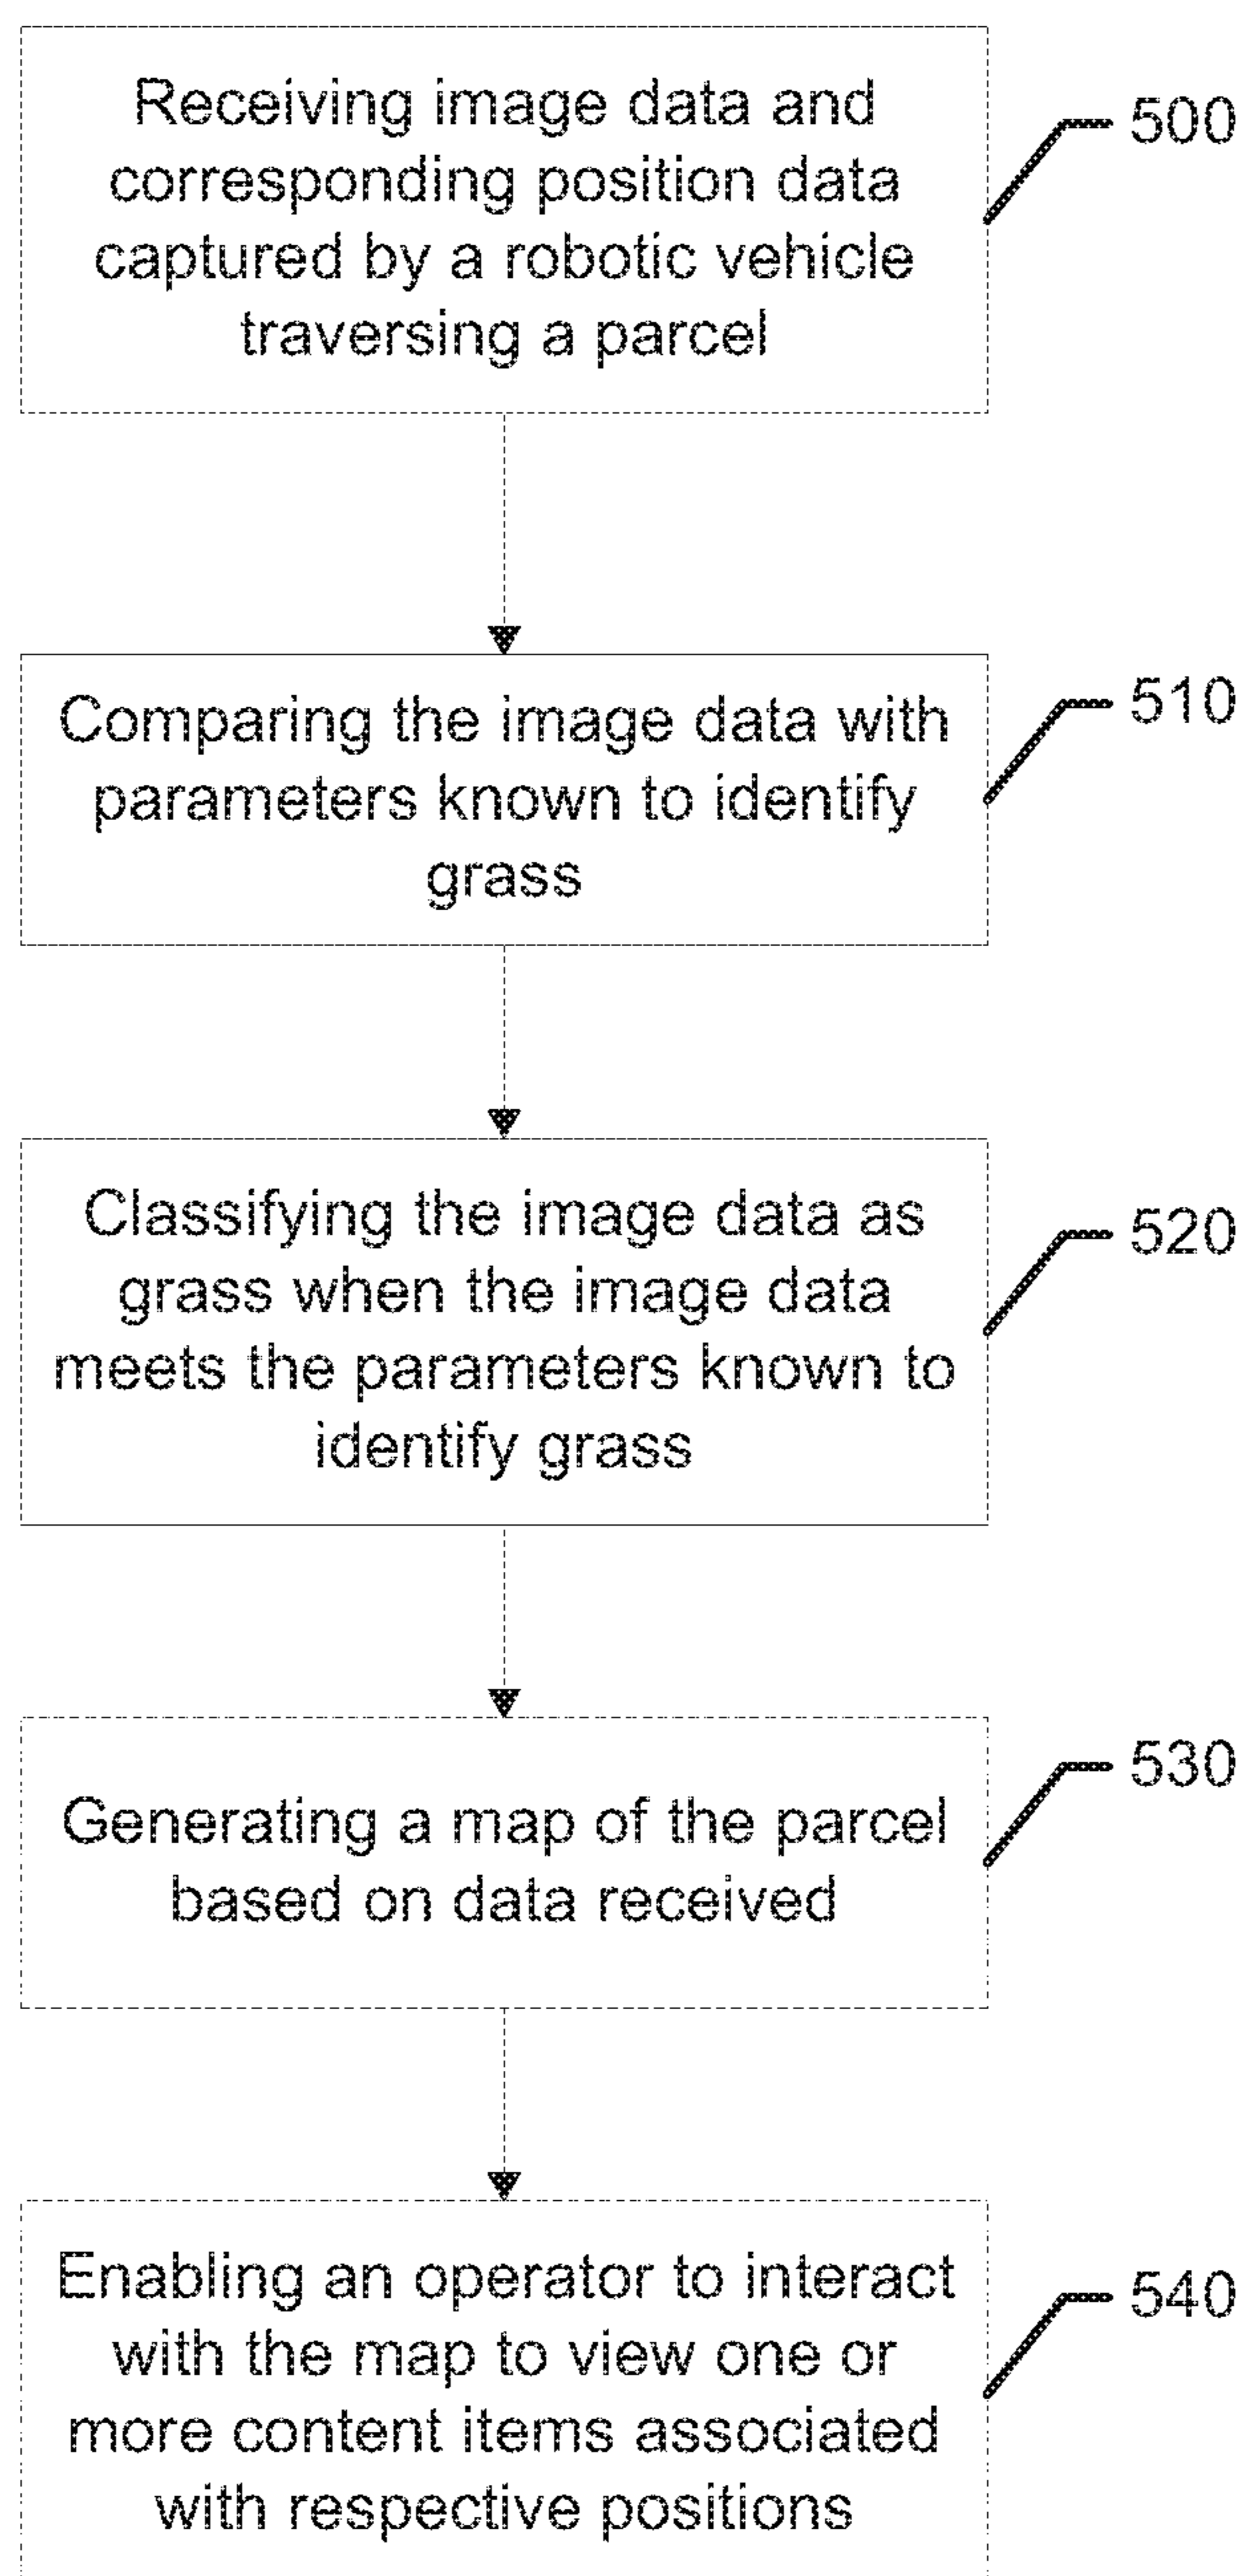 Receiving image data and
corresponding position data
captured by a robotic vehicle
traversing a parcel
500
Comparing the image data with
parameters known to identify
grass
510
Classifying the image data as
grass when the image data
meets the parameters known to
identify grass
520
Generating a map of the parcel
based on data received
530
Enabling an operator to interact
with the map to view one or
more content items associated
with respective positions
540